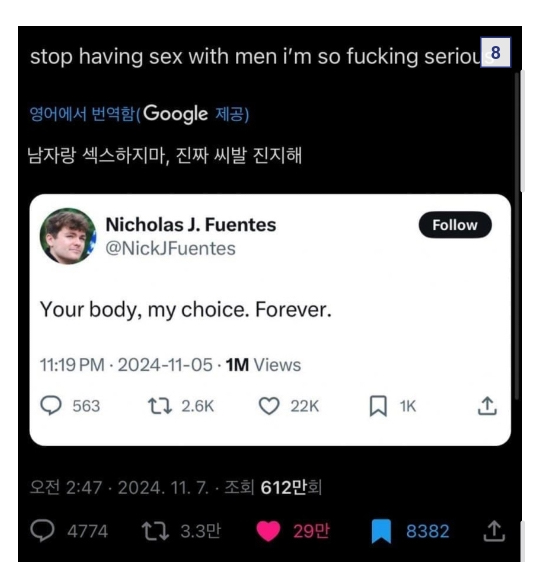 8
stop having sex with men i'm so fucking seriou
영어에서 번역함(Google 제공)
남자랑 섹스하지마, 진짜 씨발 진지해
Nicholas J. Fuentes
Follow
@NickJFuentes
Your body, my choice. Forever.
11:19 PM · 2024-11-05 · 1M Views
563 2.6K 22K 1K
오전 2:47 · 2024. 11. 7. · 조회 612만회
4774 3.3만 29만 8382